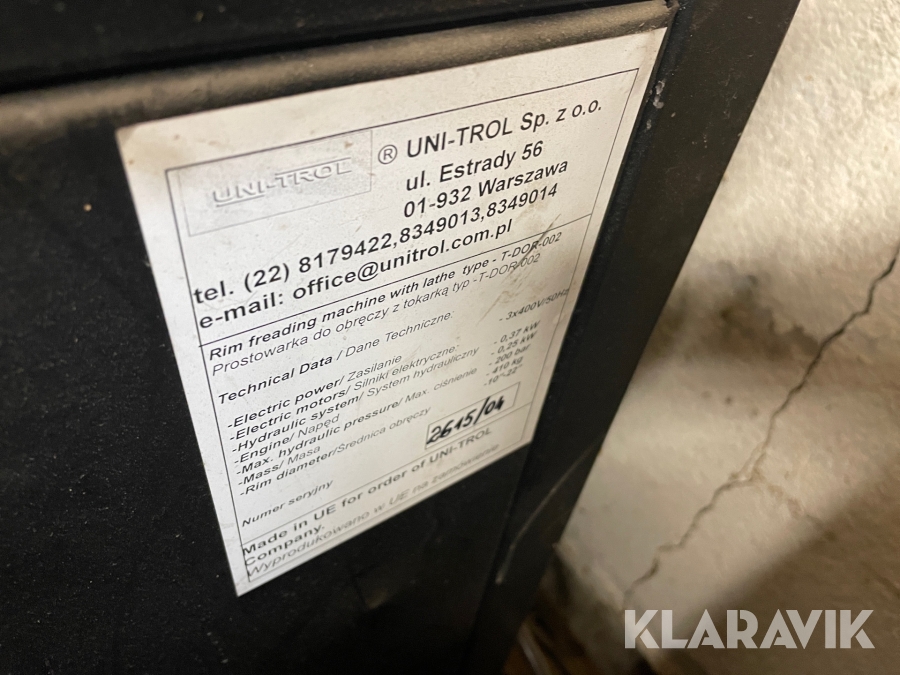 UNI-TROL
® UNI-TROL Sp. z o.o.
ul. Estrady 56
01-932 Warszawa
tel. (22) 8179422,8349013,8349014
e-mail: office@unitrol.com.pl
Rim freading machine with lathe type - T-DOR-002
Prostowarka do obręczy z tokarką typ -T-DOR-002
Technical Data / Dane Techniczne:
-Electric power/ Zasilanie - 3x400V/50Hz
-Electric motors/ Silniki elektryczne:
-Hydraulic system/ System hydrauliczny - 0,37 kW
-Engine/ Napęd - 0,25 kW
-Max. hydraulic pressure/ Max. ciśnienie - 200 bar
-Mass/ Masa - 410 kg
-Rim diameter/Średnica obręczy -10"-22"
Numer seryjny 2615/04
Made in UE for order of UNI-TROL
Company.
Wyprodukowano w UE na zamówienie
KLARAVIK